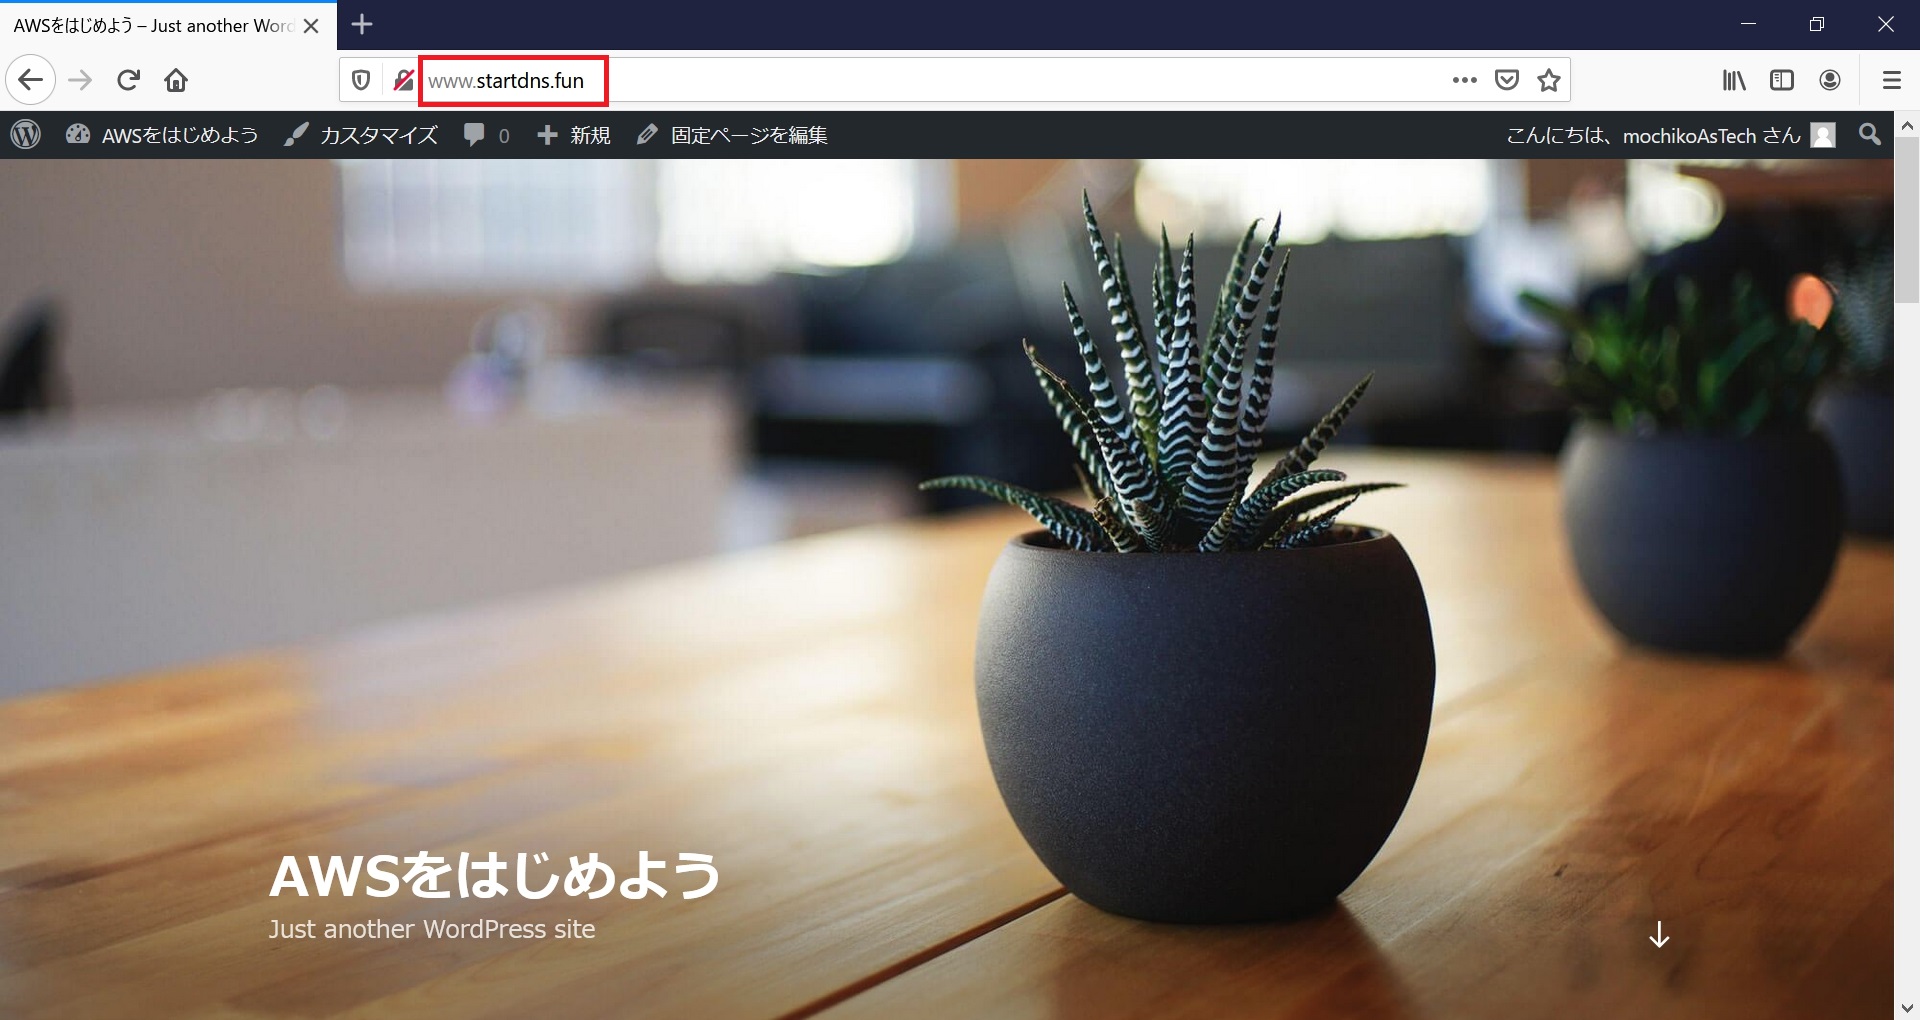 AWSをはじめよう – Just another Word
www.startdns.fun
AWSをはじめよう カスタマイズ 0 新規 固定ページを編集 こんにちは、mochikoAsTech さん
AWSをはじめよう
Just another WordPress site